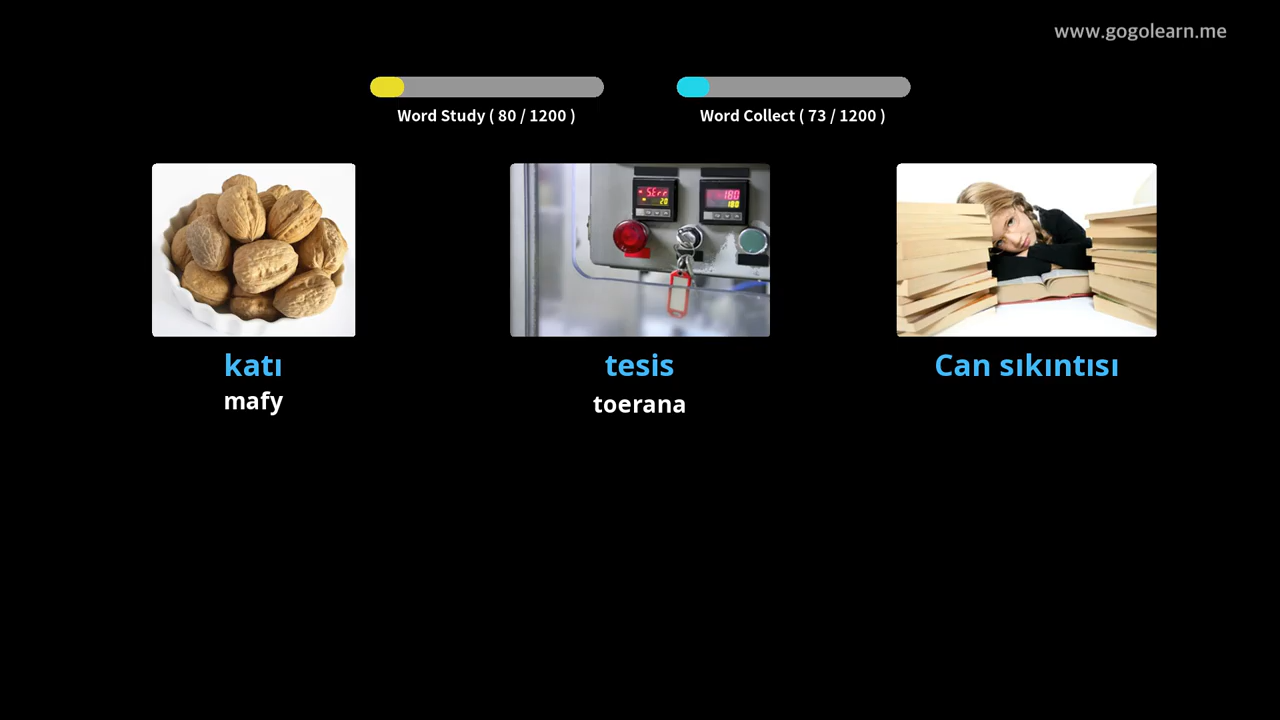 www.gogolearn.me
Word Study ( 80 / 1200 )
Word Collect ( 73 / 1200 )
katı
tesis
Can sıkıntısı
mafy
toerana